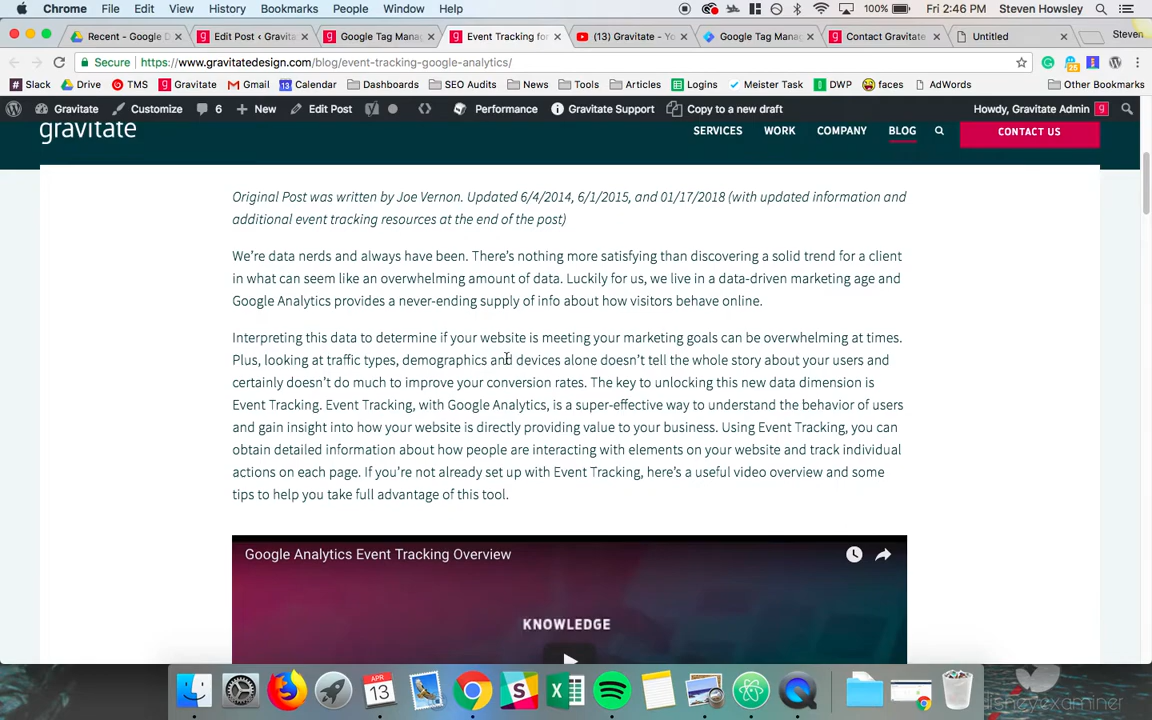 Chrome File Edit View History Bookmarks People Window Help 100% Fri 2:46 PM Steven Howsley
Recent - Google D Edit Post ‹ Gravita Google Tag Mana Event Tracking for (13) Gravitate - Yo Google Tag Mana Contact Gravitate Untitled Steven
Secure https://www.gravitatedesign.com/blog/event-tracking-google-analytics/
Slack Drive TMS Gravitate Gmail Calendar Dashboards SEO Audits News Tools Articles Logins Meister Task DWP faces AdWords Other Bookmarks
Gravitate Customize 6 New Edit Post Performance Gravitate Support Copy to a new draft Howdy, Gravitate Admin
gravitate SERVICES WORK COMPANY BLOG CONTACT US
Original Post was written by Joe Vernon. Updated 6/4/2014, 6/1/2015, and 01/17/2018 (with updated information and
additional event tracking resources at the end of the post)
We're data nerds and always have been. There's nothing more satisfying than discovering a solid trend for a client
in what can seem like an overwhelming amount of data. Luckily for us, we live in a data-driven marketing age and
Google Analytics provides a never-ending supply of info about how visitors behave online.
Interpreting this data to determine if your website is meeting your marketing goals can be overwhelming at times.
Plus, looking at traffic types, demographics and devices alone doesn't tell the whole story about your users and
certainly doesn't do much to improve your conversion rates. The key to unlocking this new data dimension is
Event Tracking. Event Tracking, with Google Analytics, is a super-effective way to understand the behavior of users
and gain insight into how your website is directly providing value to your business. Using Event Tracking, you can
obtain detailed information about how people are interacting with elements on your website and track individual
actions on each page. If you're not already set up with Event Tracking, here's a useful video overview and some
tips to help you take full advantage of this tool.
Google Analytics Event Tracking Overview
KNOWLEDGE
APR
13